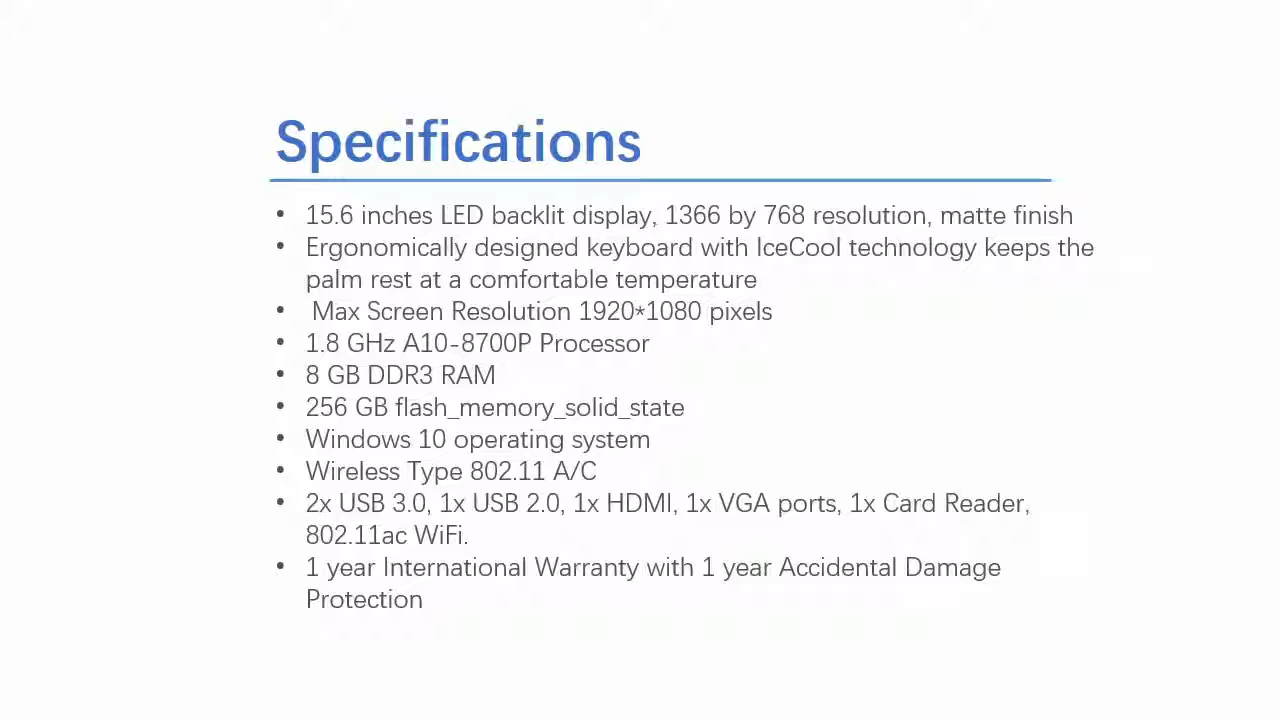 Specifications
• 15.6 inches LED backlit display, 1366 by 768 resolution, matte finish
• Ergonomically designed keyboard with IceCool technology keeps the
palm rest at a comfortable temperature
• Max Screen Resolution 1920*1080 pixels
• 1.8 GHz A10-8700P Processor
• 8 GB DDR3 RAM
• 256 GB flash_memory_solid_state
• Windows 10 operating system
• Wireless Type 802.11 A/C
• 2x USB 3.0, 1x USB 2.0, 1x HDMI, 1x VGA ports, 1x Card Reader,
802.11ac WiFi.
• 1 year International Warranty with 1 year Accidental Damage
Protection